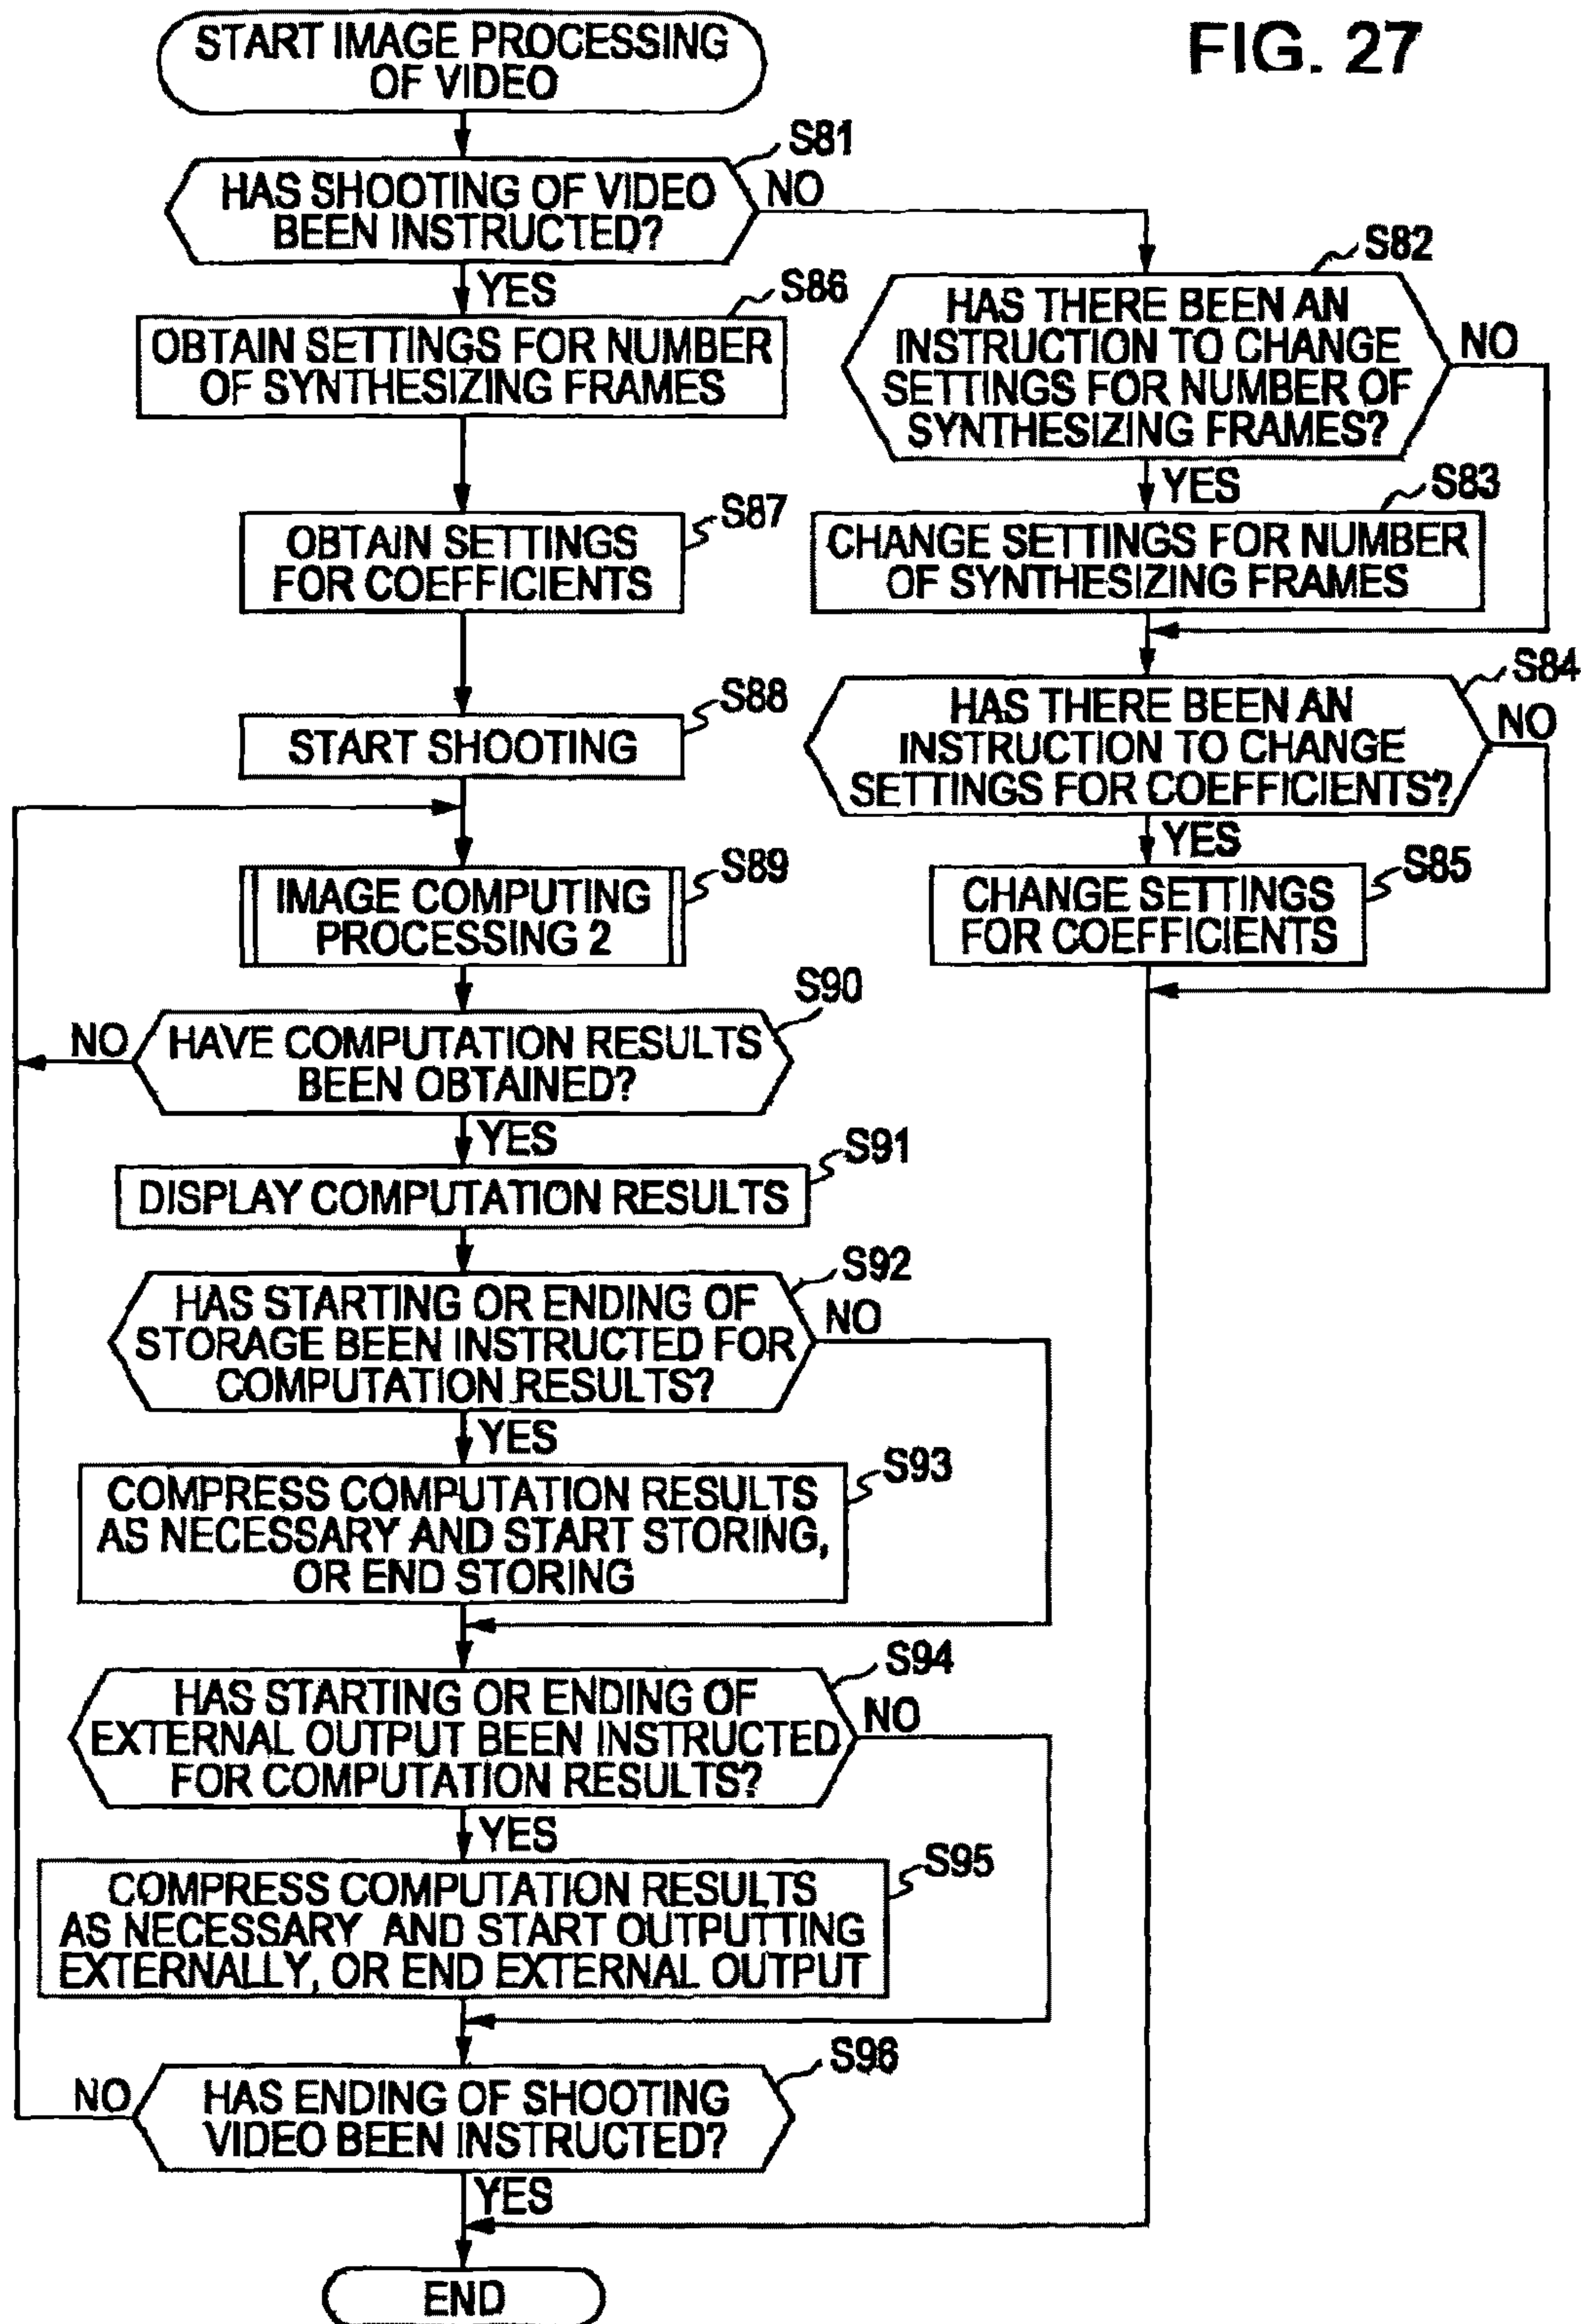 FIG. 27
START IMAGE PROCESSING
OF VIDEO
S81
HAS SHOOTING OF VIDEO
BEEN INSTRUCTED?
NO
YES
S82
HAS THERE BEEN AN
INSTRUCTION TO CHANGE
SETTINGS FOR NUMBER OF
SYNTHESIZING FRAMES?
NO
YES
S83
CHANGE SETTINGS FOR NUMBER
OF SYNTHESIZING FRAMES
S84
HAS THERE BEEN AN
INSTRUCTION TO CHANGE
SETTINGS FOR COEFFICIENTS?
NO
YES
S85
CHANGE SETTINGS
FOR COEFFICIENTS
S86
OBTAIN SETTINGS FOR NUMBER
OF SYNTHESIZING FRAMES
S87
OBTAIN SETTINGS
FOR COEFFICIENTS
S88
START SHOOTING
S89
IMAGE COMPUTING
PROCESSING 2
S90
NO
HAVE COMPUTATION RESULTS
BEEN OBTAINED?
YES
S91
DISPLAY COMPUTATION RESULTS
S92
HAS STARTING OR ENDING OF
STORAGE BEEN INSTRUCTED FOR
COMPUTATION RESULTS?
NO
YES
S93
COMPRESS COMPUTATION RESULTS
AS NECESSARY AND START STORING,
OR END STORING
S94
HAS STARTING OR ENDING OF
EXTERNAL OUTPUT BEEN INSTRUCTED
FOR COMPUTATION RESULTS?
NO
YES
S95
COMPRESS COMPUTATION RESULTS
AS NECESSARY AND START OUTPUTTING
EXTERNALLY, OR END EXTERNAL OUTPUT
S96
NO
HAS ENDING OF SHOOTING
VIDEO BEEN INSTRUCTED?
YES
END